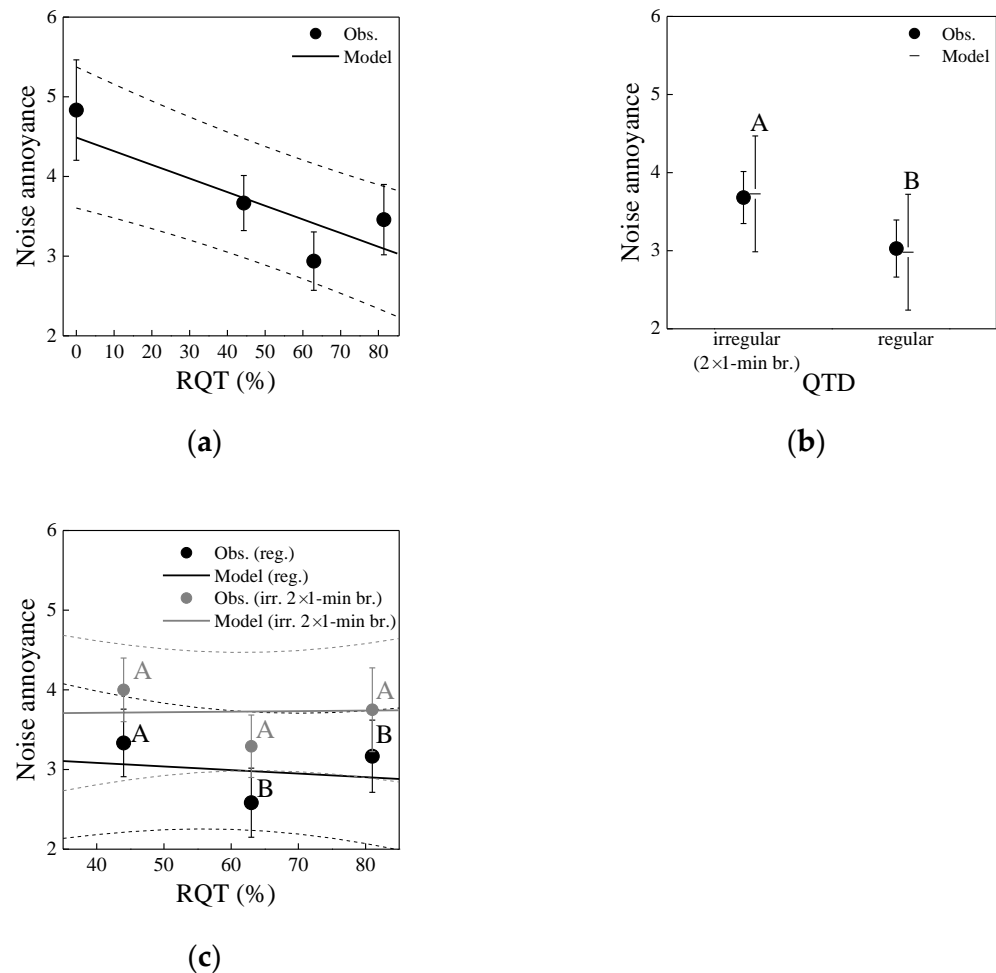 6
5
4
3
2
Noise annoyance
Obs.
Model
0 10 20 30 40 50 60 70 80
RQT (%)
(a)
6
5
4
3
2
Noise annoyance
Obs.
Model
A
B
irregular
(2×1-min br.)
regular
QTD
(b)
6
5
4
3
2
Noise annoyance
Obs. (reg.)
Model (reg.)
Obs. (irr. 2×1-min br.)
Model (irr. 2×1-min br.)
A
A
A
A
B
B
40 50 60 70 80
RQT (%)
(c)